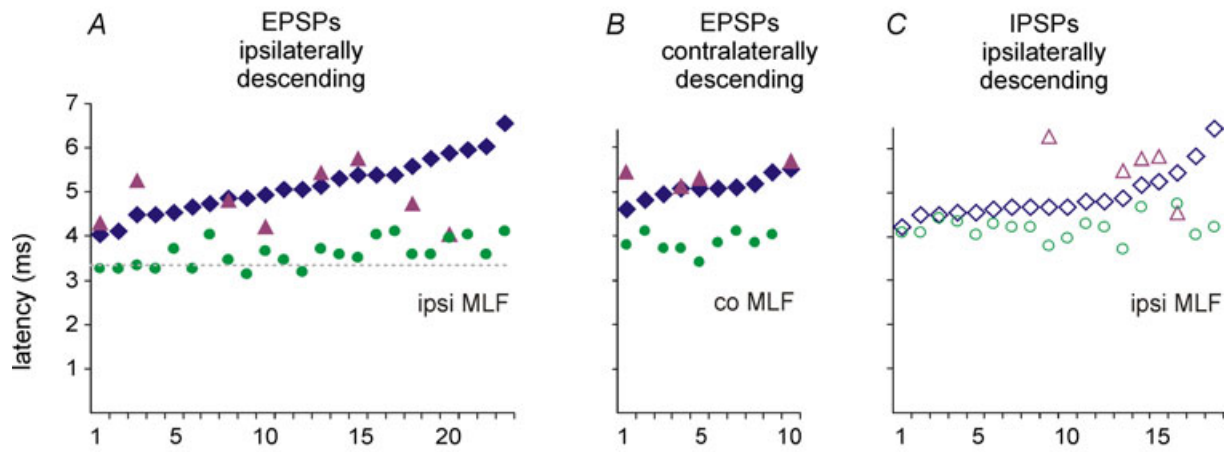 A
EPSPs
ipsilaterally
descending
B
EPSPs
contralaterally
descending
C
IPSPs
ipsilaterally
descending
latency (ms)
7
6
5
4
3
2
1
ipsi MLF
co MLF
ipsi MLF
1 5 10 15 20
1 5 10
1 5 10 15